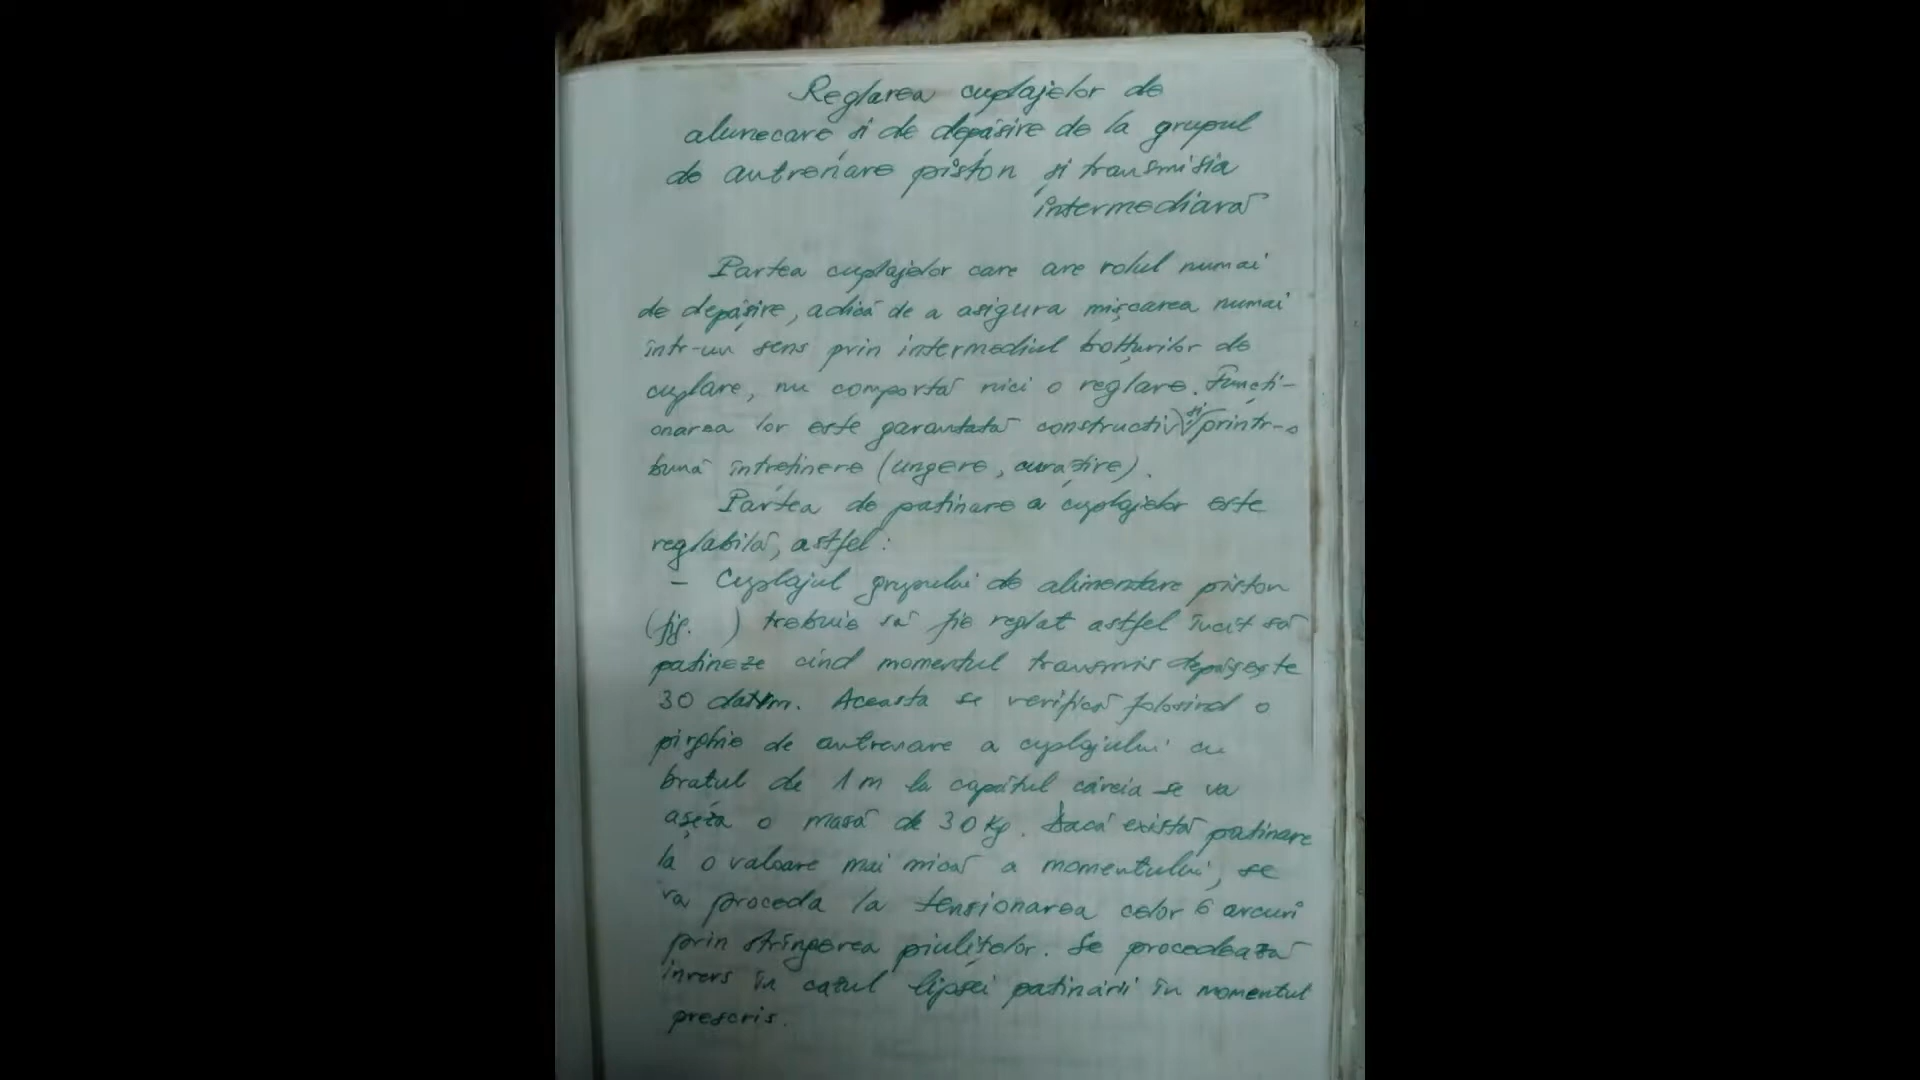 Reglarea cuplajelor de
alunecare și de depășire de la grupul
de antrenare piston și transmisia
intermediară
Partea cuplajelor care are rolul numai
de depășire, adică de a asigura mișcarea numai
într-un sens prin intermediul bolțurilor de
cuplare, nu comportă nici o reglare. Funcți-
onarea lor este garantată constructiv și printr-o
bună întreținere (ungere, curățire).
Partea de patinare a cuplajelor este
reglabilă, astfel:
- Cuplajul grupului de alimentare piston
(fig. ) trebuie să fie reglat astfel încît să
patineze cînd momentul transmis depășește
30 daNm. Aceasta se verifică folosind o
pîrghie de antrenare a cuplajului cu
brațul de 1 m la capătul căreia se va
așeza o masă de 30 Kg. Dacă există patinare
la o valoare mai mică a momentului, se
va proceda la tensionarea celor 6 arcuri
prin strîngerea piulițelor. Se procedează
invers în cazul lipsei patinării în momentul
prescris.